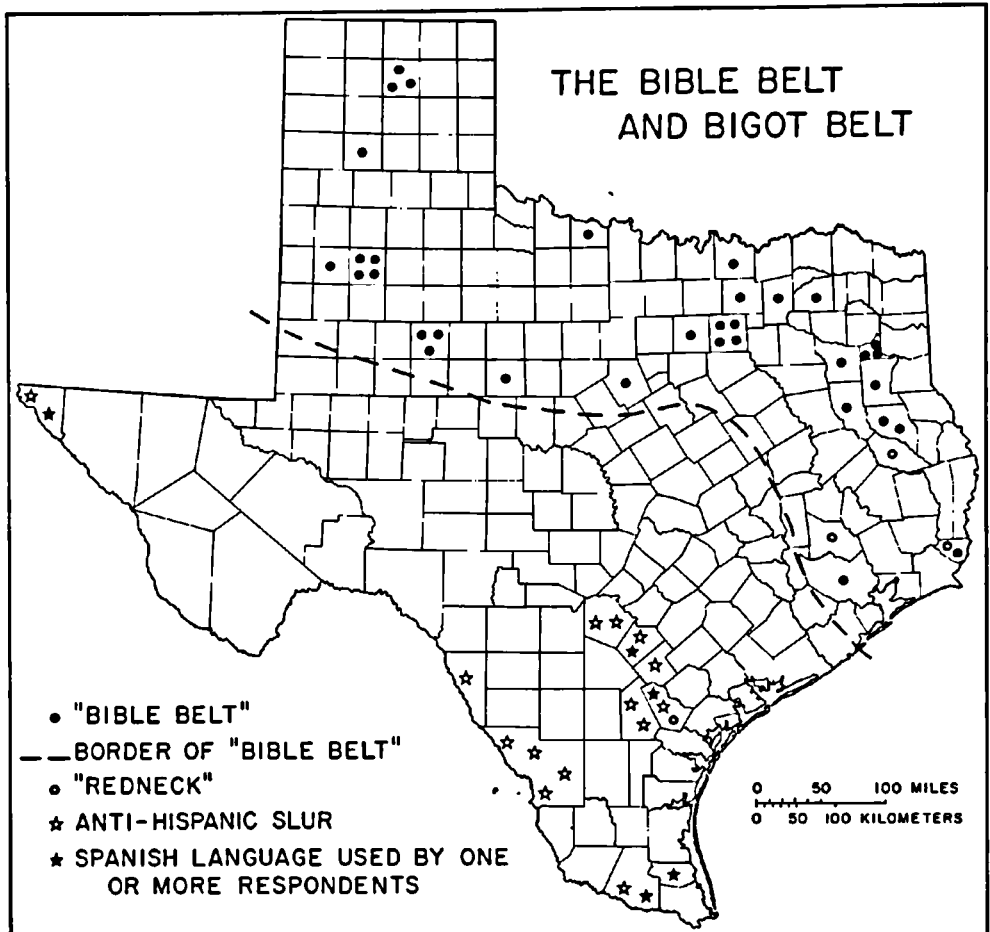 THE BIBLE BELT
AND BIGOT BELT
"BIBLE BELT"
BORDER OF "BIBLE BELT"
"REDNECK"
ANTI-HISPANIC SLUR
SPANISH LANGUAGE USED BY ONE
OR MORE RESPONDENTS
0 50 100 MILES
0 50 100 KILOMETERS